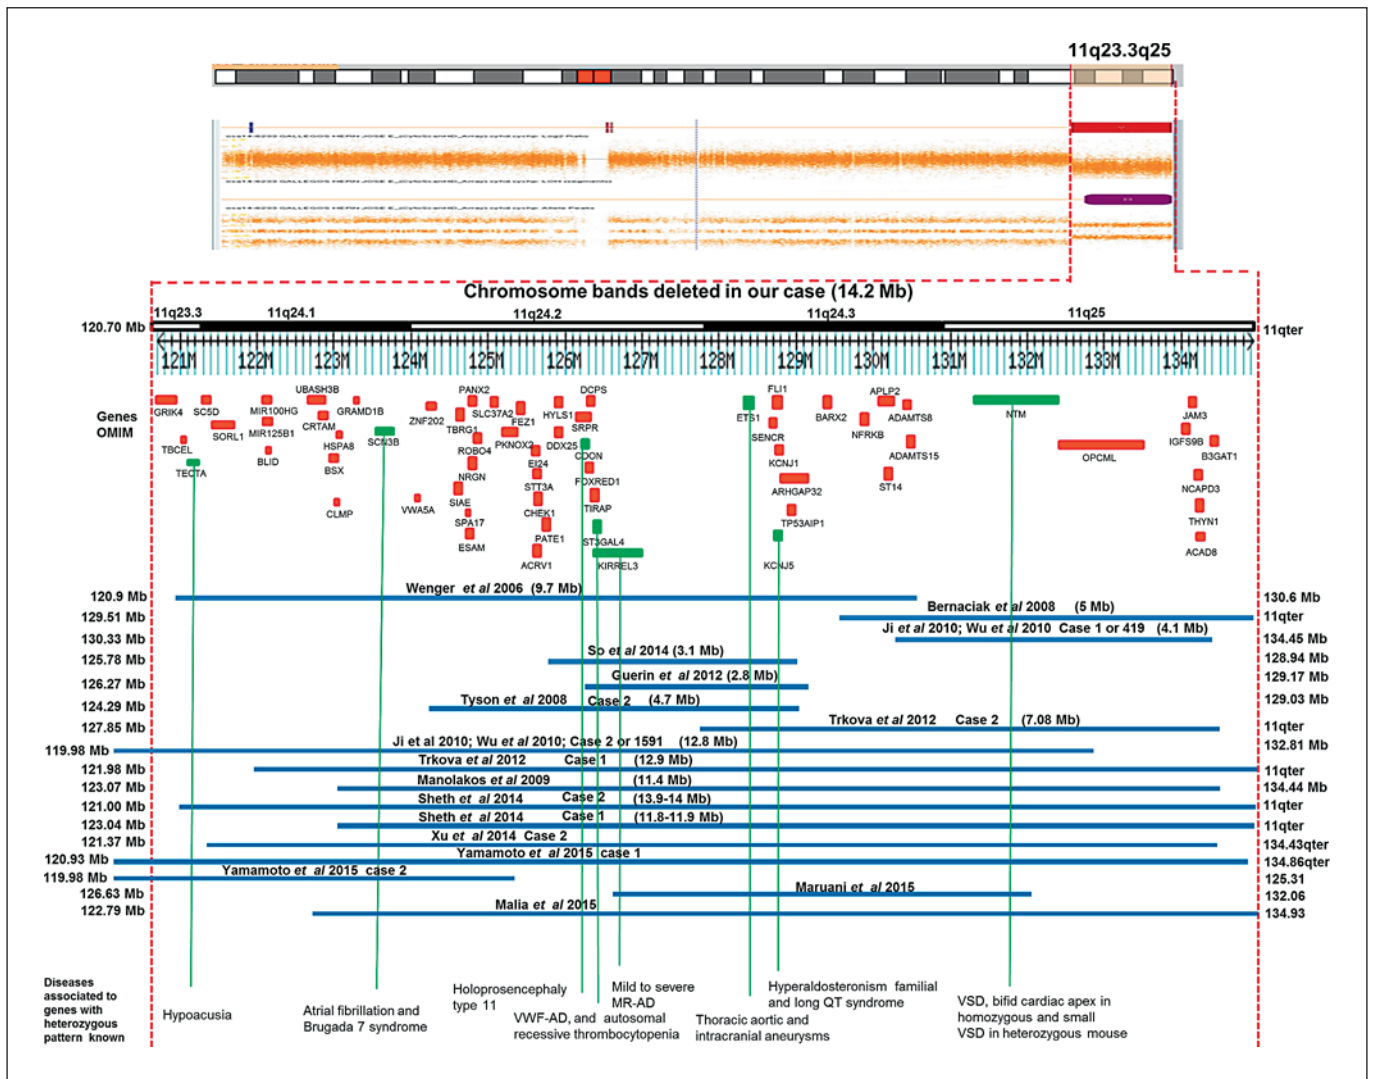 11q23.3q25
Chromosome bands deleted in our case (14.2 Mb)
11q23.3 11q24.1 11q24.2 11q24.3 11q25
120.70 Mb 11qter
121M 122M 123M 124M 125M 126M 127M 128M 129M 130M 131M 132M 133M 134M
Genes
OMIM
GRIK4
SC5D
SORL1
TBCEL
TECTA
MIR100HG
MIR125B1
BLID
UBASH3B
CRTAM
HSPA8
BSX
CLMP
GRAMD1B
SCN3B
ZNF202
VWA5A
PANX2
TBRG1
ROBO4
NRGN
SIAE
SPA17
ESAM
SLC37A2
FEZ1
PKNOX2
EI24
STT3A
CHEK1
PATE1
ACRV1
HYLS1
DDX25
DCPS
SRPR
CDON
FOXRED1
TIRAP
ST3GAL4
KIRREL3
ETS1
FLI1
SENCR
KCNJ1
ARHGAP32
TP53AIP1
KCNJ5
BARX2
NFRKB
APLP2
ADAMTS8
ADAMTS15
ST14
NTM
OPCML
JAM3
IGFS9B
B3GAT1
NCAPD3
THYN1
ACAD8
120.9 Mb Wenger et al 2006 (9.7 Mb) 130.6 Mb
129.51 Mb Bernaciak et al 2008 (5 Mb) 11qter
130.33 Mb Ji et al 2010; Wu et al 2010 Case 1 or 419 (4.1 Mb) 134.45 Mb
125.78 Mb So et al 2014 (3.1 Mb) 128.94 Mb
126.27 Mb Guerin et al 2012 (2.8 Mb) 129.17 Mb
124.29 Mb Tyson et al 2008 Case 2 (4.7 Mb) 129.03 Mb
127.85 Mb Trkova et al 2012 Case 2 (7.08 Mb) 11qter
119.98 Mb Ji et al 2010; Wu et al 2010; Case 2 or 1591 (12.8 Mb) 132.81 Mb
121.98 Mb Trkova et al 2012 Case 1 (12.9 Mb) 11qter
123.07 Mb Manolakos et al 2009 (11.4 Mb) 134.44 Mb
121.00 Mb Sheth et al 2014 Case 2 (13.9-14 Mb) 11qter
123.04 Mb Sheth et al 2014 Case 1 (11.8-11.9 Mb) 11qter
121.37 Mb Xu et al 2014 Case 2 134.43qter
120.93 Mb Yamamoto et al 2015 case 1 134.86qter
119.98 Mb Yamamoto et al 2015 case 2 125.31
126.63 Mb Maruani et al 2015 132.06
122.79 Mb Malia et al 2015 134.93
Diseases
associated to
genes with
heterozygous
pattern known
Hypoacusia
Atrial fibrillation and
Brugada 7 syndrome
Holoprosencephaly
type 11
VWF-AD, and autosomal
recessive thrombocytopenia
Mild to severe
MR-AD
Thoracic aortic and
intracranial aneurysms
Hyperaldosteronism familial
and long QT syndrome
VSD, bifid cardiac apex in
homozygous and small
VSD in heterozygous mouse